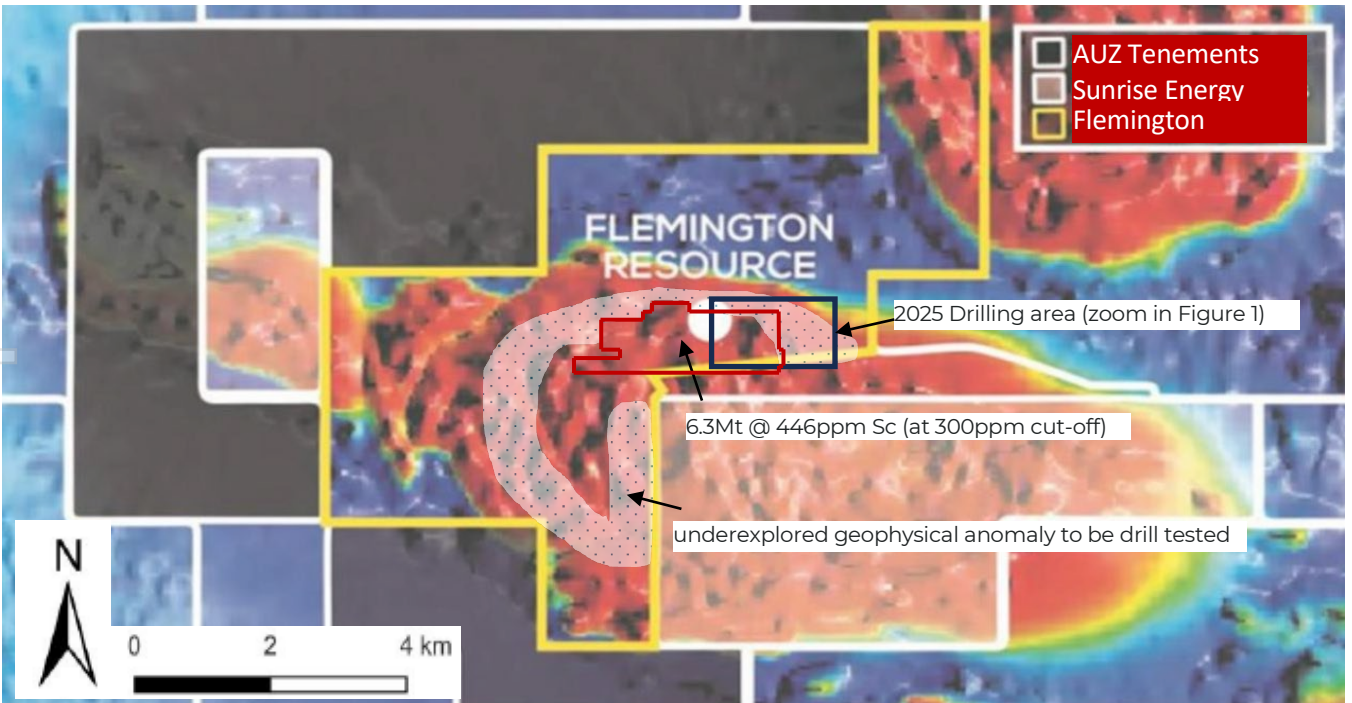 AUZ Tenements
Sunrise Energy
Flemington
FLEMINGTON
RESOURCE
2025 Drilling area (zoom in Figure 1)
6.3Mt @ 446ppm Sc (at 300ppm cut-off)
underexplored geophysical anomaly to be drill tested
N
0 2 4 km